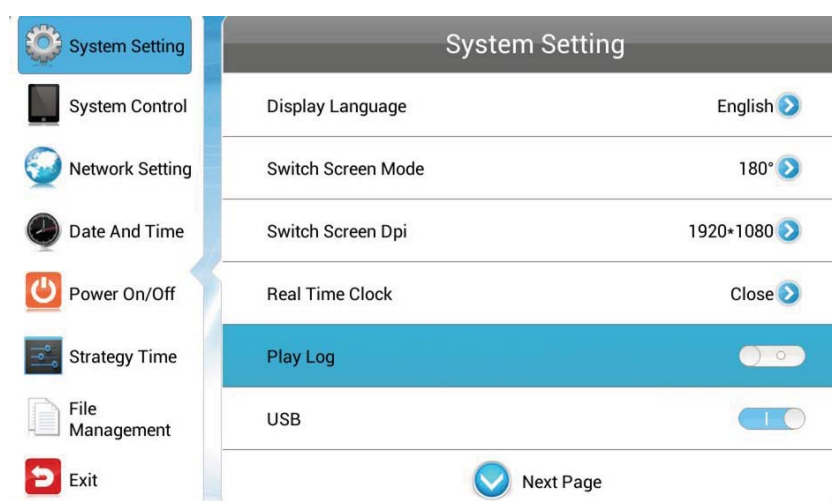 System Setting
System Control
Network Setting
Date And Time
Power On/Off
Strategy Time
File
Management
Exit
System Setting
Display Language English
Switch Screen Mode 180°
Switch Screen Dpi 1920*1080
Real Time Clock Close
Play Log
USB
Next Page